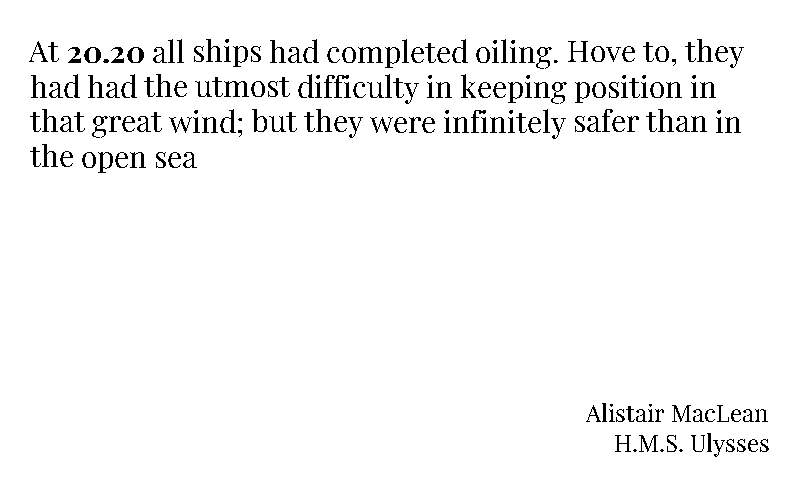 At 20.20 all ships had completed oiling. Hove to, they
had had the utmost difficulty in keeping position in
that great wind; but they were infinitely safer than in
the open sea
Alistair MacLean
H.M.S. Ulysses